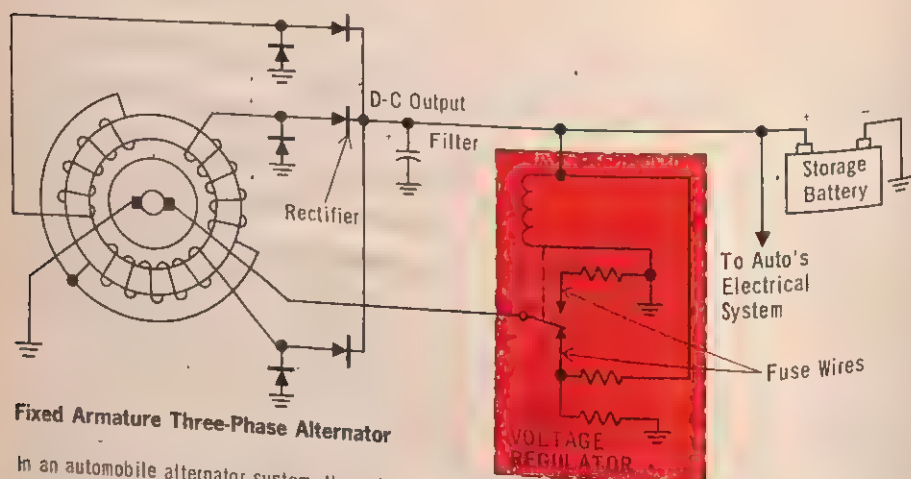 D-C Output
Filter
Rectifier
+ -
Storage
Battery
To Auto's
Electrical
System
Fuse Wires
VOLTAGE
REGULATOR
Fixed Armature Three-Phase Alternator
In an automobile alternator system, the